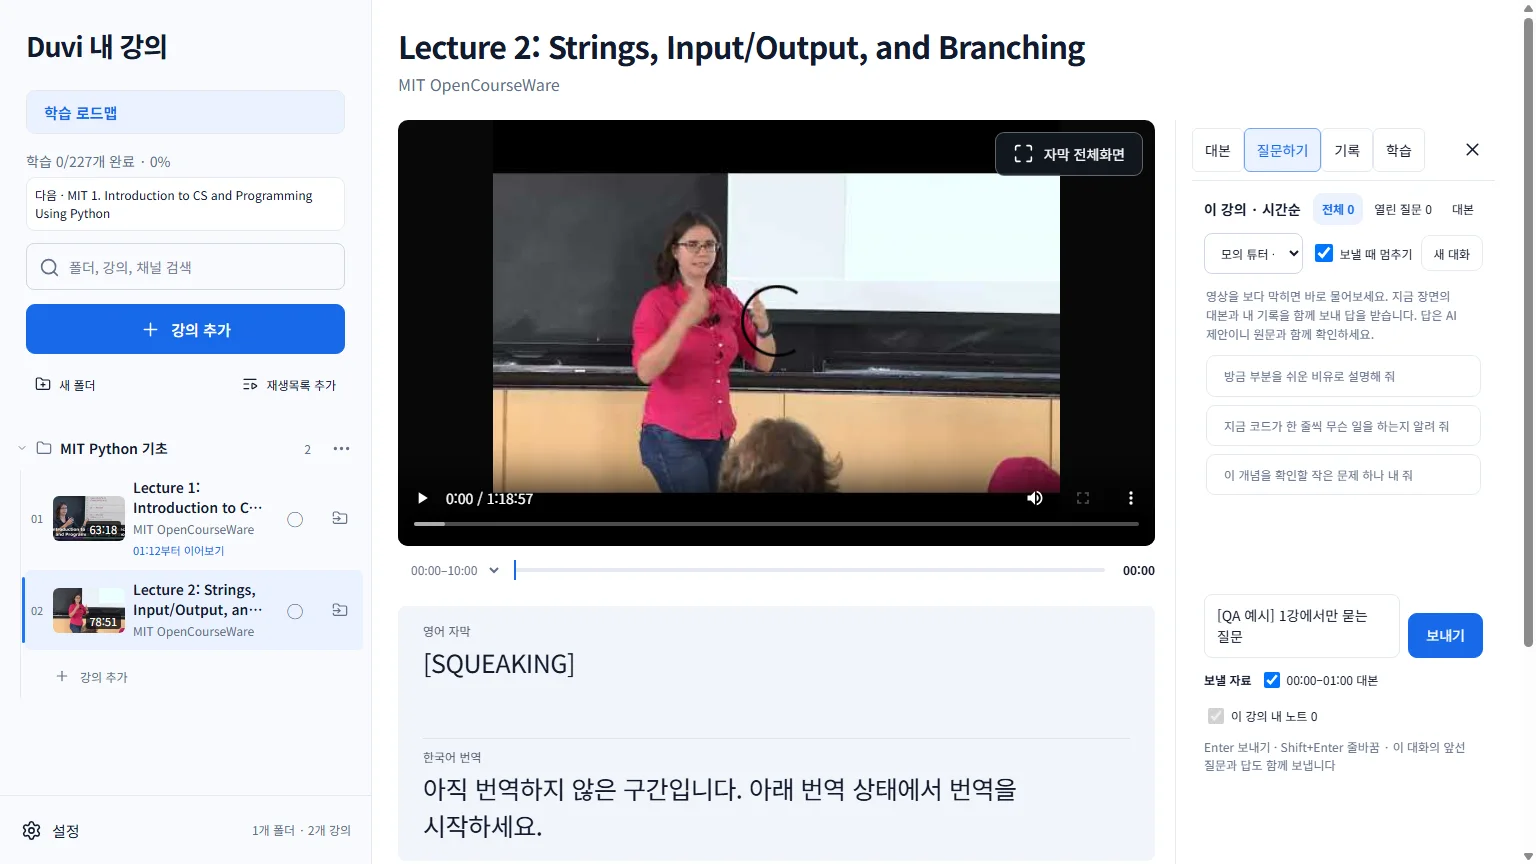 Duvi 내 강의
학습 로드맵
학습 0/227개 완료 · 0%
다음 · MIT 1. Introduction to CS and Programming
Using Python
폴더, 강의, 채널 검색
강의 추가
새 폴더
재생목록 추가
MIT Python 기초
2
01
63:18
Lecture 1:
Introduction to C…
MIT OpenCourseWare
01:12부터 이어보기
02
78:51
Lecture 2: Strings,
Input/Output, an…
MIT OpenCourseWare
강의 추가
설정
1개 폴더 · 2개 강의
Lecture 2: Strings, Input/Output, and Branching
MIT OpenCourseWare
자막 전체화면
0:00 / 1:18:57
00:00–10:00
00:00
영어 자막
[SQUEAKING]
한국어 번역
아직 번역하지 않은 구간입니다. 아래 번역 상태에서 번역을
시작하세요.
대본
질문하기
기록
학습
이 강의 · 시간순
전체 0
열린 질문 0
대본
모의 튜터 ·
보낼 때 멈추기
새 대화
영상을 보다 막히면 바로 물어보세요. 지금 장면의
대본과 내 기록을 함께 보내 답을 받습니다. 답은 AI
제안이니 원문과 함께 확인하세요.
방금 부분을 쉬운 비유로 설명해 줘
지금 코드가 한 줄씩 무슨 일을 하는지 알려 줘
이 개념을 확인할 작은 문제 하나 내 줘
[QA 예시] 1강에서만 묻는
질문
보내기
보낼 자료
00:00–01:00 대본
이 강의 내 노트 0
Enter 보내기 · Shift+Enter 줄바꿈 · 이 대화의 앞선
질문과 답도 함께 보냅니다